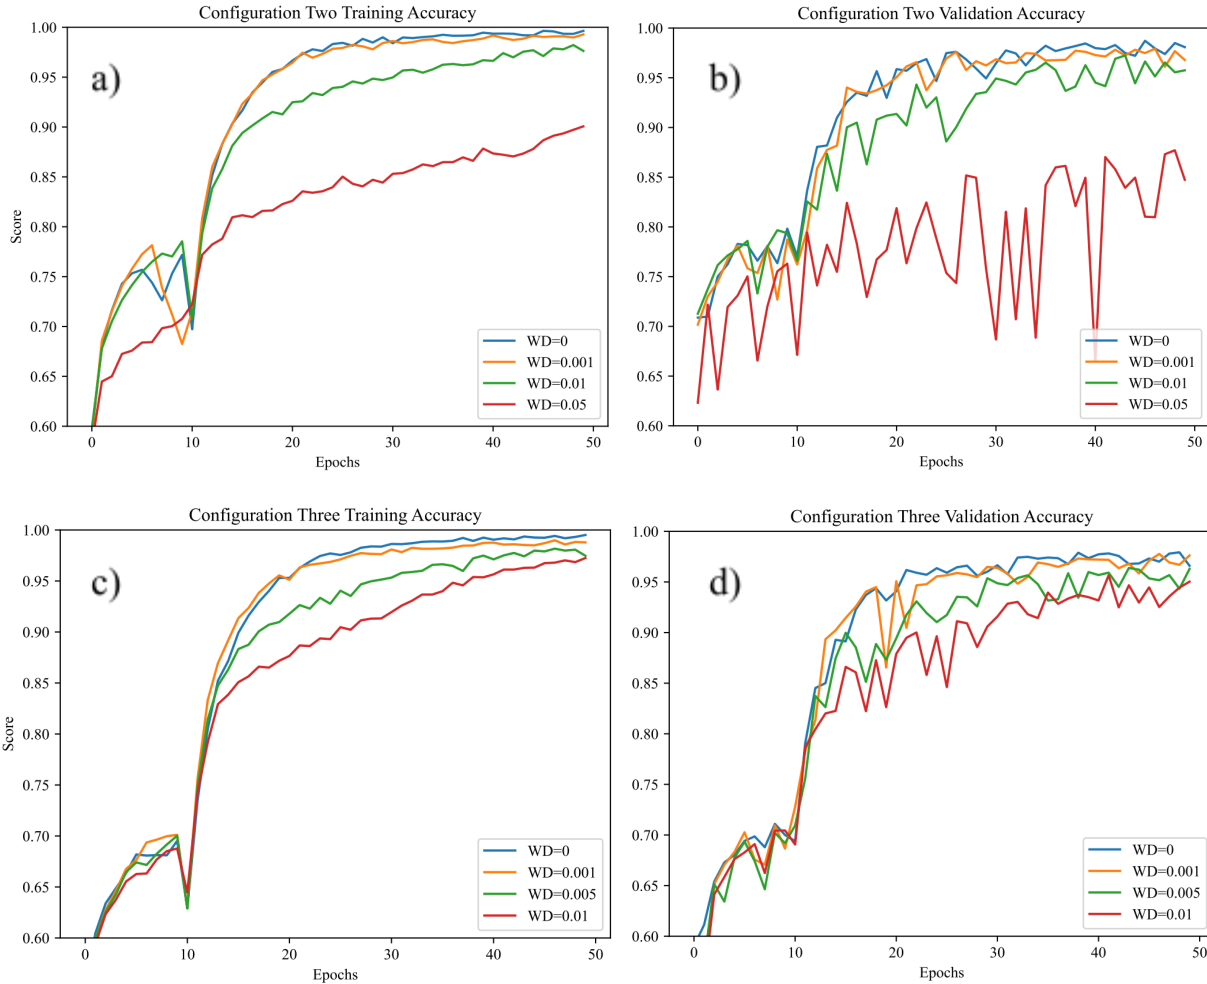 Configuration Two Training Accuracy
a)
Score
1.00
0.95
0.90
0.85
0.80
0.75
0.70
0.65
0.60
0
10
20
30
40
50
Epochs
WD=0
WD=0.001
WD=0.01
WD=0.05
Configuration Two Validation Accuracy
b)
1.00
0.95
0.90
0.85
0.80
0.75
0.70
0.65
0.60
0
10
20
30
40
50
Epochs
WD=0
WD=0.001
WD=0.01
WD=0.05
Configuration Three Training Accuracy
c)
Score
1.00
0.95
0.90
0.85
0.80
0.75
0.70
0.65
0.60
0
10
20
30
40
50
Epochs
WD=0
WD=0.001
WD=0.005
WD=0.01
Configuration Three Validation Accuracy
d)
1.00
0.95
0.90
0.85
0.80
0.75
0.70
0.65
0.60
0
10
20
30
40
50
Epochs
WD=0
WD=0.001
WD=0.005
WD=0.01